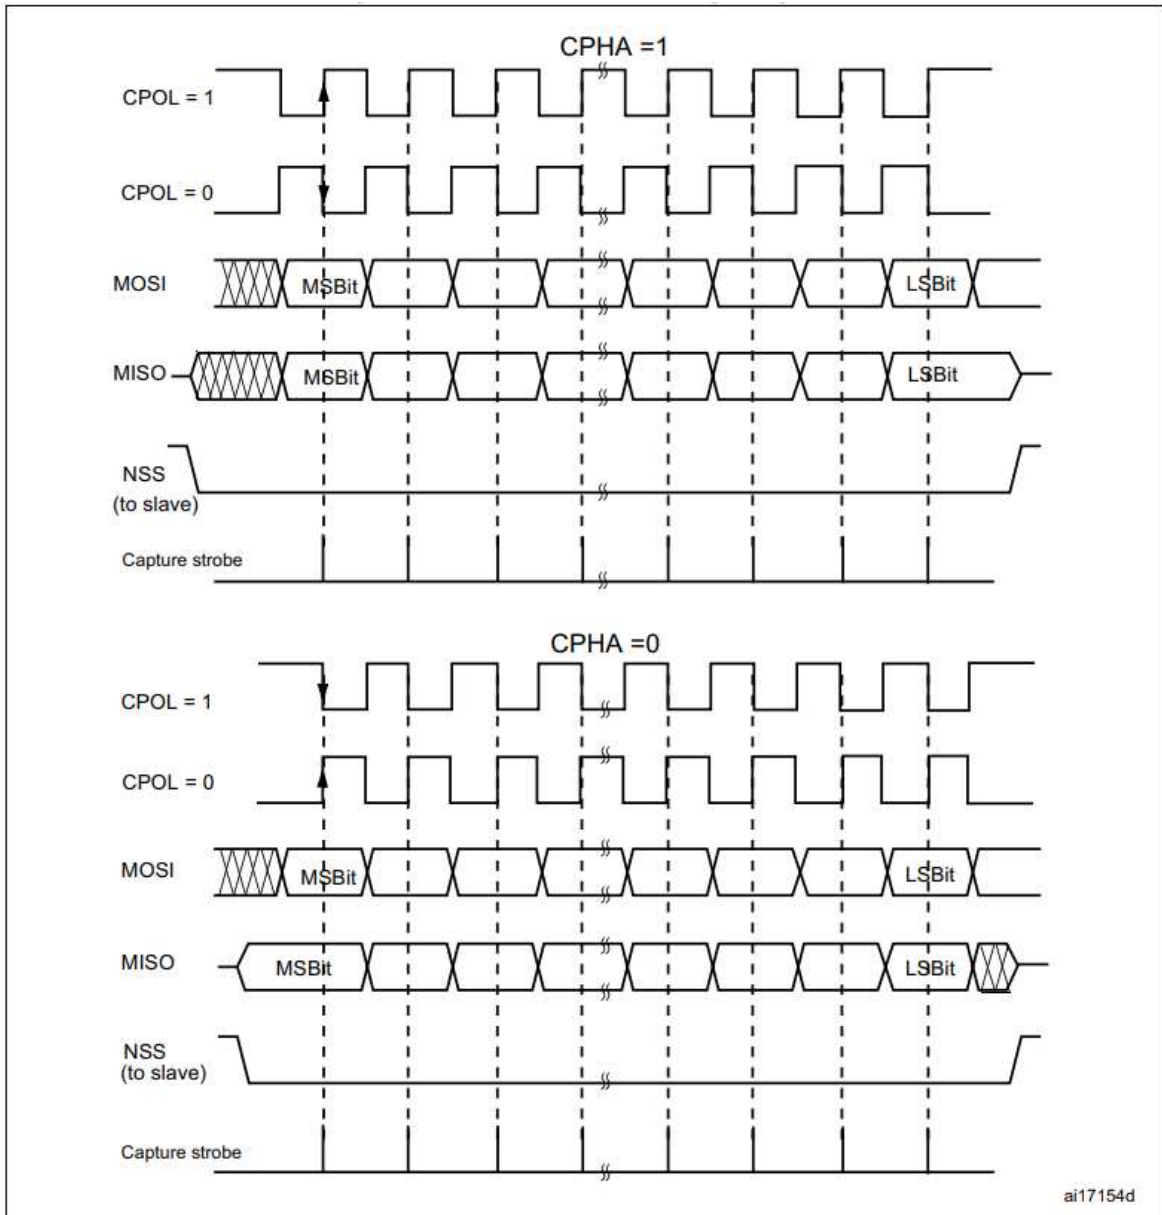 CPHA =1
CPOL = 1
CPOL = 0
MOSI MSBit LSBit
MISO MSBit LSBit
NSS
(to slave)
Capture strobe
CPHA =0
CPOL = 1
CPOL = 0
MOSI MSBit LSBit
MISO MSBit LSBit
NSS
(to slave)
Capture strobe
ai17154d